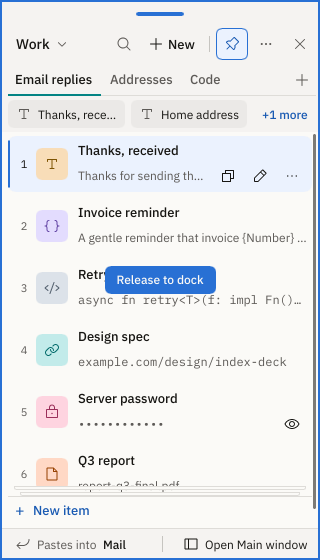 Work
New
Email replies Addresses Code
Thanks, rece... Home address +1 more
1 Thanks, received
Thanks for sending th...
2 Invoice reminder
A gentle reminder that invoice {Number} ...
3
Release to dock
async fn retry<T>(f: impl Fn()...
4 Design spec
example.com/design/index-deck
5 Server password
••••••••••••
6 Q3 report
report-q3-final.pdf
+ New item
Pastes into Mail Open Main window